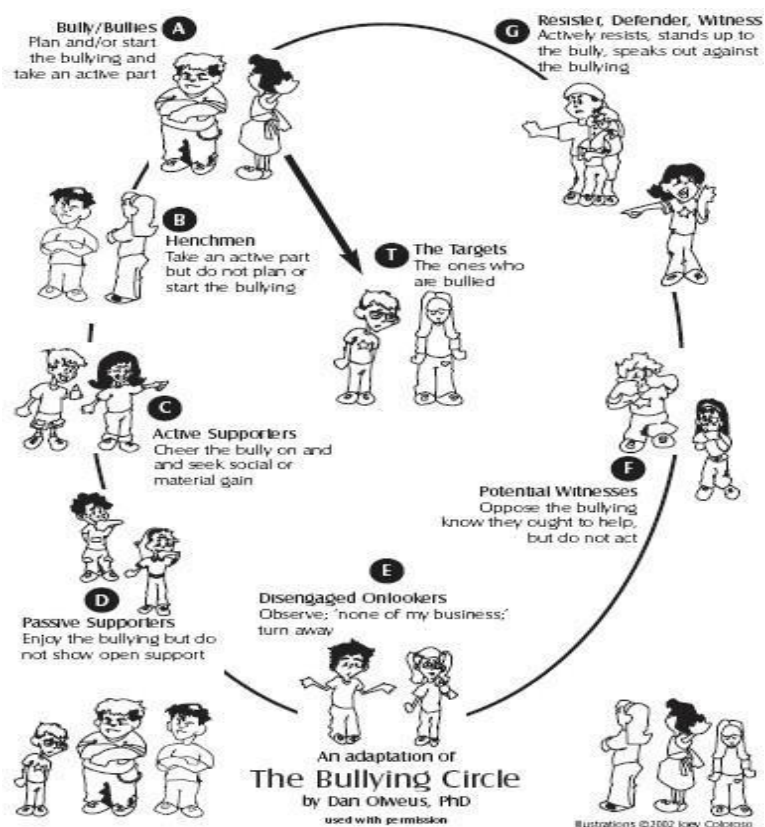 A
Bully/Bullies
Plan and/or start
the bullying and
take an active part
G
Resister, Defender, Witness
Actively resists, stands up to
the bully, speaks out against
the bullying
B
Henchmen
Take an active part
but do not plan or
start the bullying
T
The Targets
The ones who
are bullied
C
Active Supporters
Cheer the bully on and
and seek social or
material gain
F
Potential Witnesses
Oppose the bullying
know they ought to help,
but do not act
D
Passive Supporters
Enjoy the bullying but do
not show open support
E
Disengaged Onlookers
Observe; 'none of my business;'
turn away
An adaptation of
The Bullying Circle
by Dan Olweus, PhD
used with permission
Illustrations ©2002 Joey Coloroso